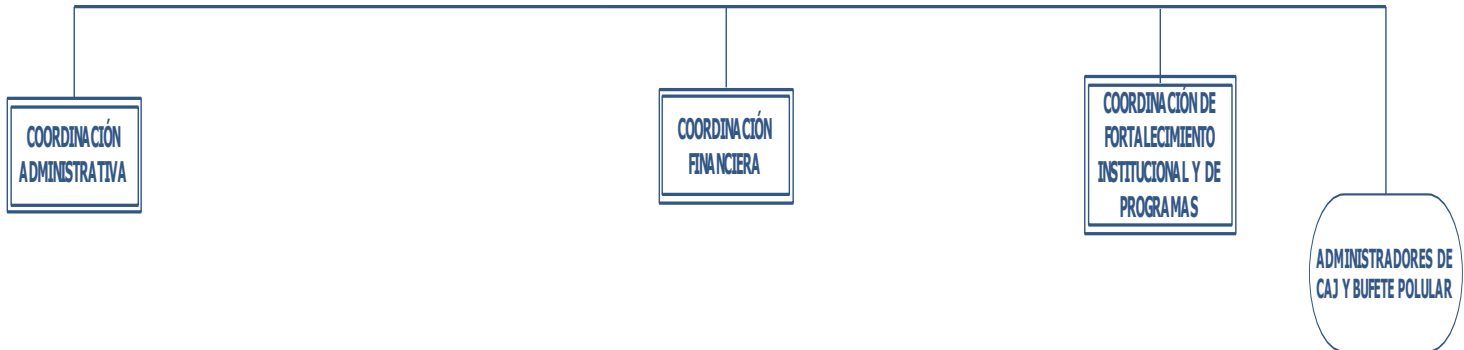 COORDINACIÓN
ADMINISTRATIVA
COORDINACIÓN
FINANCIERA
COORDINACIÓN DE
FORTALECIMIENTO
INSTITUCIONAL Y DE
PROGRAMAS
ADMINISTRADORES DE
CAJ Y BUFETE POLULAR